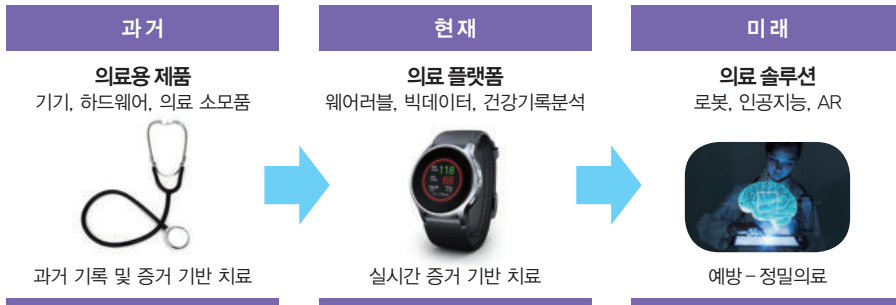 과거
의료용 제품
기기, 하드웨어, 의료 소모품
과거 기록 및 증거 기반 치료
현재
의료 플랫폼
웨어러블, 빅데이터, 건강기록분석
118
88
실시간 증거 기반 치료
미래
의료 솔루션
로봇, 인공지능, AR
예방-정밀의료